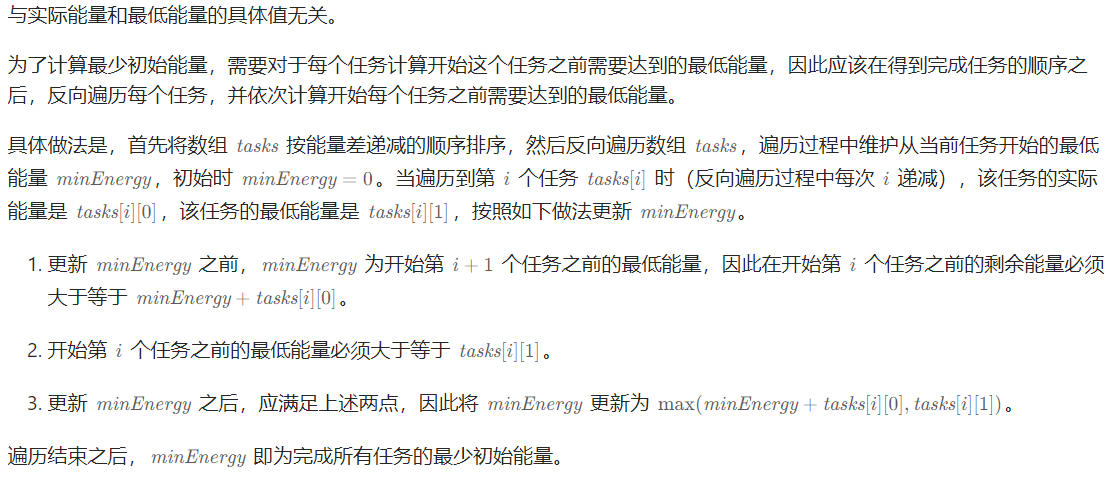 与实际能量和最低能量的具体值无关。
为了计算最少初始能量，需要对于每个任务计算开始这个任务之前需要达到的最低能量，因此应该在得到完成任务的顺序之
后，反向遍历每个任务，并依次计算开始每个任务之前需要达到的最低能量。
具体做法是，首先将数组 tasks 按能量差递减的顺序排序，然后反向遍历数组 tasks，遍历过程中维护从当前任务开始的最低
能量 minEnergy，初始时 minEnergy = 0。当遍历到第 i 个任务 tasks[i] 时（反向遍历过程中每次 i 递减），该任务的实际
能量是 tasks[i][0]，该任务的最低能量是 tasks[i][1]，按照如下做法更新 minEnergy。
1. 更新 minEnergy 之前，minEnergy 为开始第 i + 1 个任务之前的最低能量，因此在开始第 i 个任务之前的剩余能量必须
大于等于 minEnergy + tasks[i][0]。
2. 开始第 i 个任务之前的最低能量必须大于等于 tasks[i][1]。
3. 更新 minEnergy 之后，应满足上述两点，因此将 minEnergy 更新为 max(minEnergy + tasks[i][0], tasks[i][1])。
遍历结束之后，minEnergy 即为完成所有任务的最少初始能量。